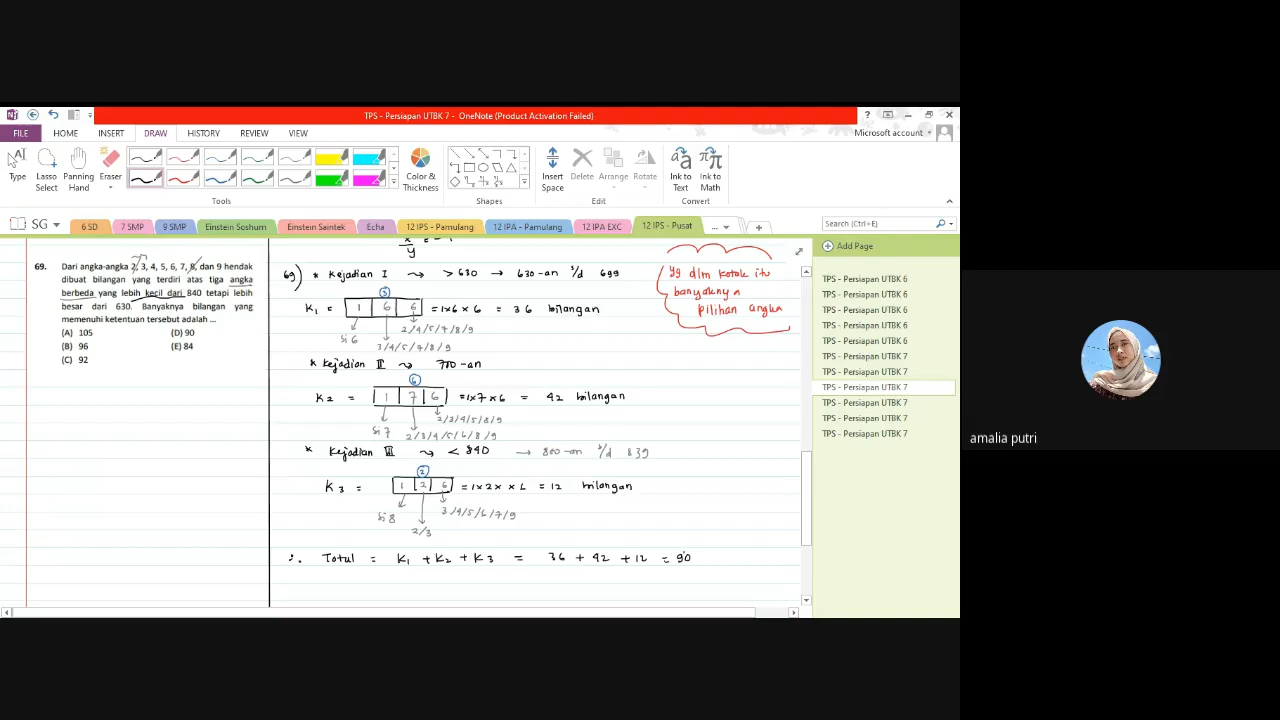 TPS - Persiapan UTBK 7 - OneNote (Product Activation Failed)
FILE HOME INSERT DRAW HISTORY REVIEW VIEW
Microsoft account
Type Lasso Select Panning Hand Eraser
Color & Thickness
Insert Space Delete Arrange Rotate
Ink to Text Ink to Math
Tools Shapes Edit Convert
SG 6 SD 7 SMP 9 SMP Einstein Soshum Einstein Saintek Echa 12 IPS - Pamulang 12 IPA - Pamulang 12 IPA EXC 12 IPS - Pusat
Search (Ctrl+E)
Add Page
TPS - Persiapan UTBK 6
TPS - Persiapan UTBK 6
TPS - Persiapan UTBK 6
TPS - Persiapan UTBK 6
TPS - Persiapan UTBK 6
TPS - Persiapan UTBK 7
TPS - Persiapan UTBK 7
TPS - Persiapan UTBK 7
TPS - Persiapan UTBK 7
TPS - Persiapan UTBK 7
TPS - Persiapan UTBK 7
69. Dari angka-angka 2, 3, 4, 5, 6, 7, 8, dan 9 hendak
dibuat bilangan yang terdiri atas tiga angka
berbeda yang lebih kecil dari 840 tetapi lebih
besar dari 630. Banyaknya bilangan yang
memenuhi ketentuan tersebut adalah ...
(A) 105 (D) 90
(B) 96 (E) 84
(C) 92
x
y
69) * Kejadian I → > 630 → 630-an s/d 699
3
K1 = 1 6 6 = 1x6 x 6 = 36 bilangan
2/4/5/7/8/9
si 6
3/4/5/7/8/9
* Kejadian II → 700-an
6
K2 = 1 7 6 = 1x7x6 = 42 bilangan
2/3/4/5/8/9
si 7
2/3/4/5/6/8/9
* Kejadian III → < 840 → 800-an s/d 839
2
K3 = 1 2 6 = 1x2x x 6 = 12 bilangan
3/4/5/6/7/9
si 8
2/3
∴ Total = K1 + K2 + K3 = 36 + 42 + 12 = 90
yg dlm kotak itu
banyaknya
pilihan angka
amalia putri